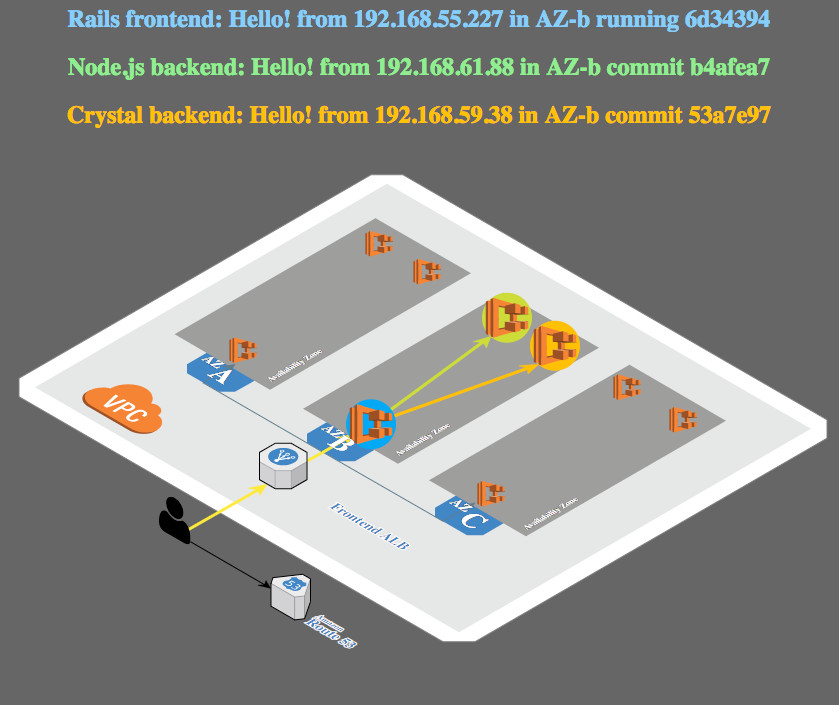 Rails frontend: Hello! from 192.168.55.227 in AZ-b running 6d34394
Node.js backend: Hello! from 192.168.61.88 in AZ-b commit b4afea7
Crystal backend: Hello! from 192.168.59.38 in AZ-b commit 53a7e97
AZ
A
Availability Zone
VPC
AZ
B
Availability Zone
AZ
C
Availability Zone
Frontend ALB
53
Amazon
Route 53